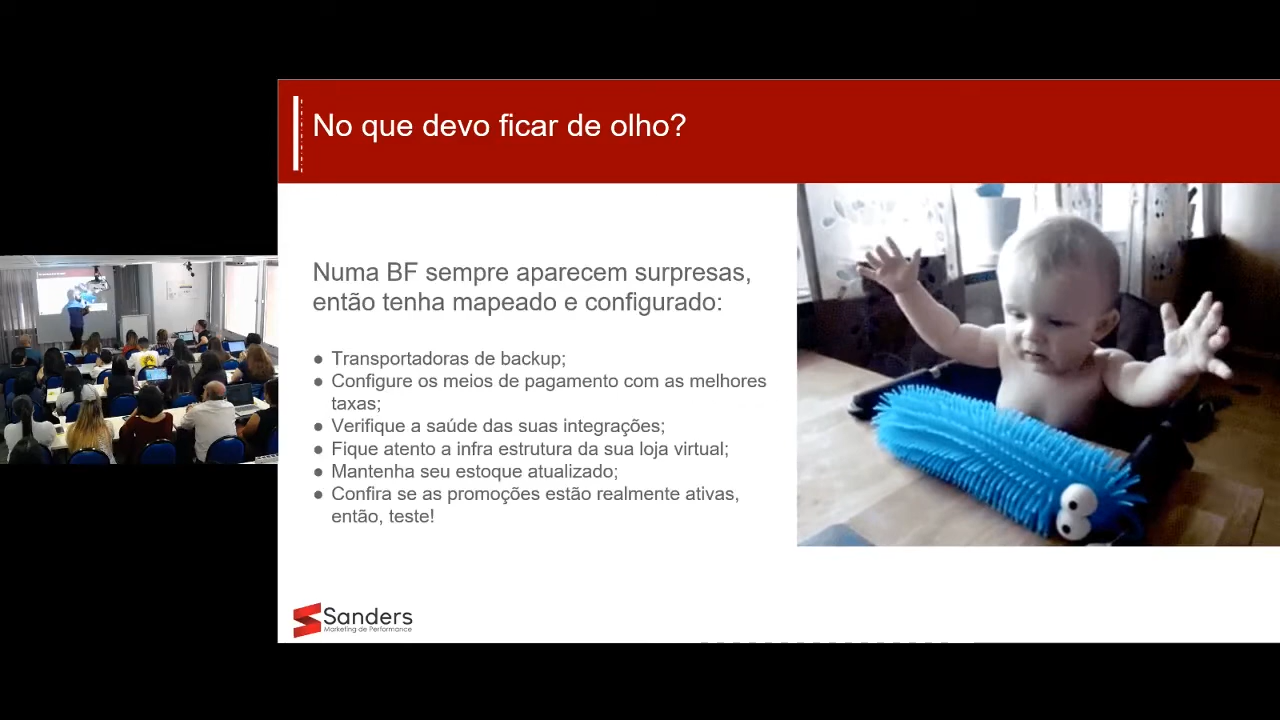 No que devo ficar de olho?
Numa BF sempre aparecem surpresas,
então tenha mapeado e configurado:
● Transportadoras de backup;
● Configure os meios de pagamento com as melhores
taxas;
● Verifique a saúde das suas integrações;
● Fique atento a infra estrutura da sua loja virtual;
● Mantenha seu estoque atualizado;
● Confira se as promoções estão realmente ativas,
então, teste!
Sanders
Marketing de Performance